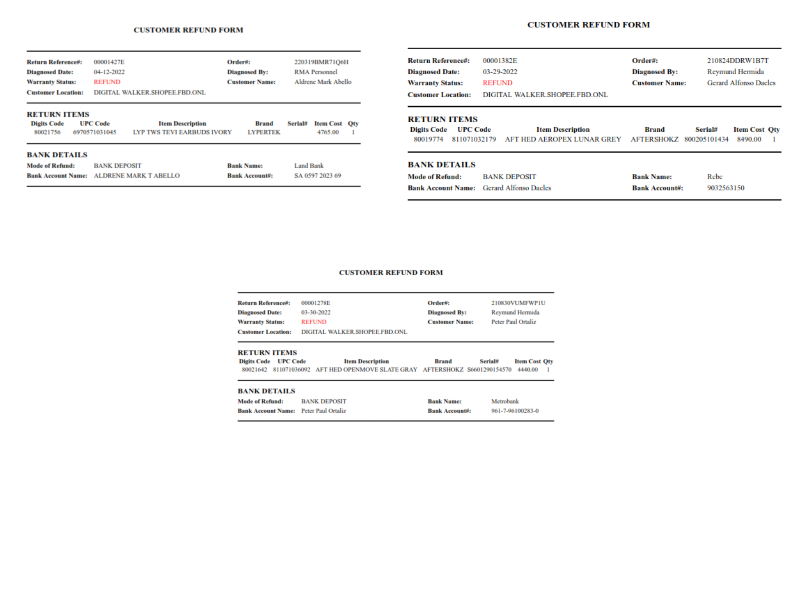 CUSTOMER REFUND FORM
Return Reference#: 00001427E Order#: 220319BMR71Q6H
Diagnosed Date: 04-12-2022 Diagnosed By: RMA Personnel
Warranty Status: REFUND Customer Name: Aldrene Mark Abello
Customer Location: DIGITAL WALKER.SHOPEE.FBD.ONL
RETURN ITEMS
Digits Code UPC Code Item Description Brand Serial# Item Cost Qty
80021756 6970571031045 LYP TWS TEVI EARBUDS IVORY LYPERTEK 4765.00 1
BANK DETAILS
Mode of Refund: BANK DEPOSIT Bank Name: Land Bank
Bank Account Name: ALDRENE MARK T ABELLO Bank Account#: SA 0597 2023 69
CUSTOMER REFUND FORM
Return Reference#: 00001382E Order#: 210824DDRW1B7T
Diagnosed Date: 03-29-2022 Diagnosed By: Reymund Hermida
Warranty Status: REFUND Customer Name: Gerard Alfonso Dacles
Customer Location: DIGITAL WALKER.SHOPEE.FBD.ONL
RETURN ITEMS
Digits Code UPC Code Item Description Brand Serial# Item Cost Qty
80019774 811071032179 AFT HED AEROPEX LUNAR GREY AFTERSHOKZ 800205101434 8490.00 1
BANK DETAILS
Mode of Refund: BANK DEPOSIT Bank Name: Rcbc
Bank Account Name: Gerard Alfonso Dacles Bank Account#: 9032563150
CUSTOMER REFUND FORM
Return Reference#: 00001278E Order#: 210830VUMFWP1U
Diagnosed Date: 03-30-2022 Diagnosed By: Reymund Hermida
Warranty Status: REFUND Customer Name: Peter Paul Ortaliz
Customer Location: DIGITAL WALKER.SHOPEE.FBD.ONL
RETURN ITEMS
Digits Code UPC Code Item Description Brand Serial# Item Cost Qty
80021642 811071036092 AFT HED OPENMOVE SLATE GRAY AFTERSHOKZ S6601290154570 4440.00 1
BANK DETAILS
Mode of Refund: BANK DEPOSIT Bank Name: Metrobank
Bank Account Name: Peter Paul Ortaliz Bank Account#: 961-7-96100283-0